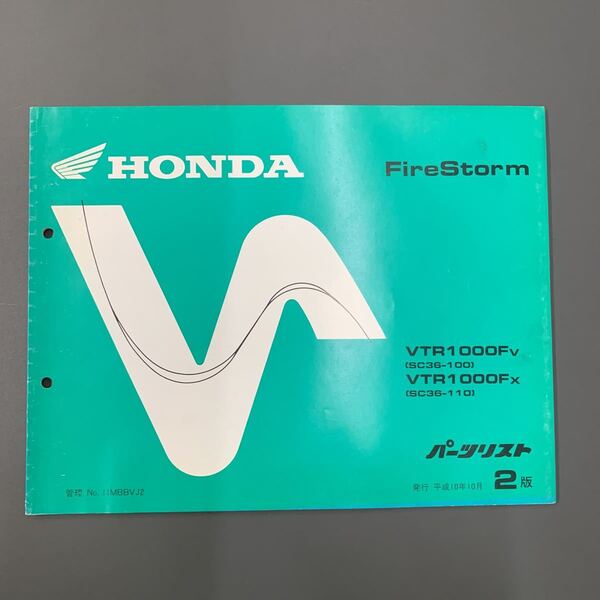 HONDA
FireStorm
VTR1000Fv
(SC36-100)
VTR1000Fx
(SC36-110)
パーツリスト
管理 No. 11MBBVJ2
発行 平成10年10月 2版